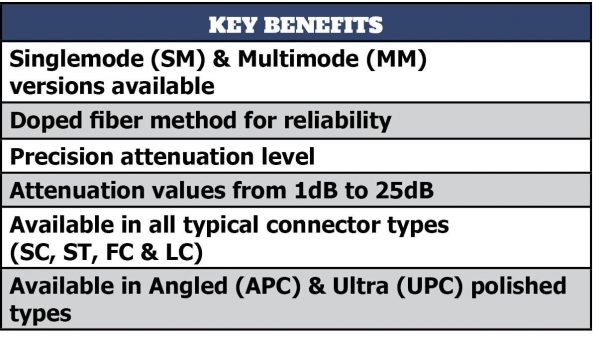 KEY BENEFITS
Singlemode (SM) & Multimode (MM)
versions available
Doped fiber method for reliability
Precision attenuation level
Attenuation values from 1dB to 25dB
Available in all typical connector types
(SC, ST, FC & LC)
Available in Angled (APC) & Ultra (UPC) polished
types